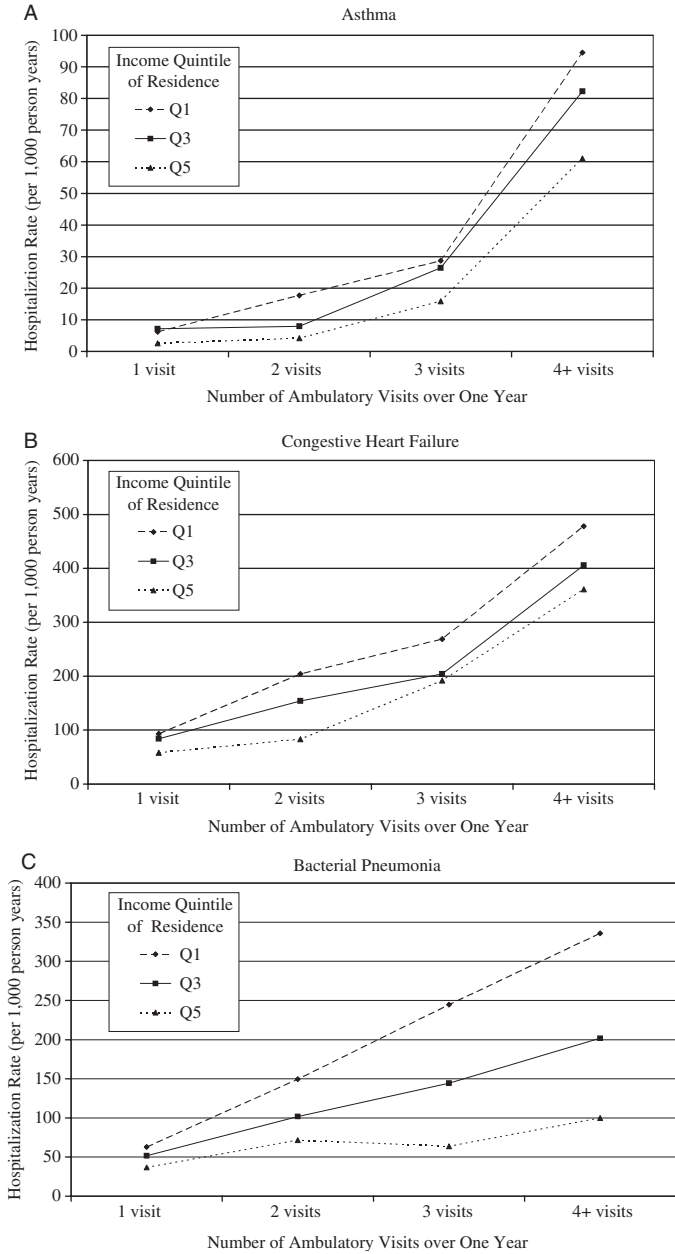 A
Asthma
Hospitaliztion Rate (per 1,000 person years)
100
90
80
70
60
50
40
30
20
10
0
Income Quintile
of Residence
Q1
Q3
Q5
1 visit
2 visits
3 visits
4+ visits
Number of Ambulatory Visits over One Year
B
Congestive Heart Failure
Hospitalization Rate (per 1,000 person years)
600
500
400
300
200
100
0
Income Quintile
of Residence
Q1
Q3
Q5
1 visit
2 visits
3 visits
4+ visits
Number of Ambulatory Visits over One Year
C
Bacterial Pneumonia
Hospitalization Rate (per 1,000 person years)
400
350
300
250
200
150
100
50
0
Income Quintile
of Residence
Q1
Q3
Q5
1 visit
2 visits
3 visits
4+ visits
Number of Ambulatory Visits over One Year